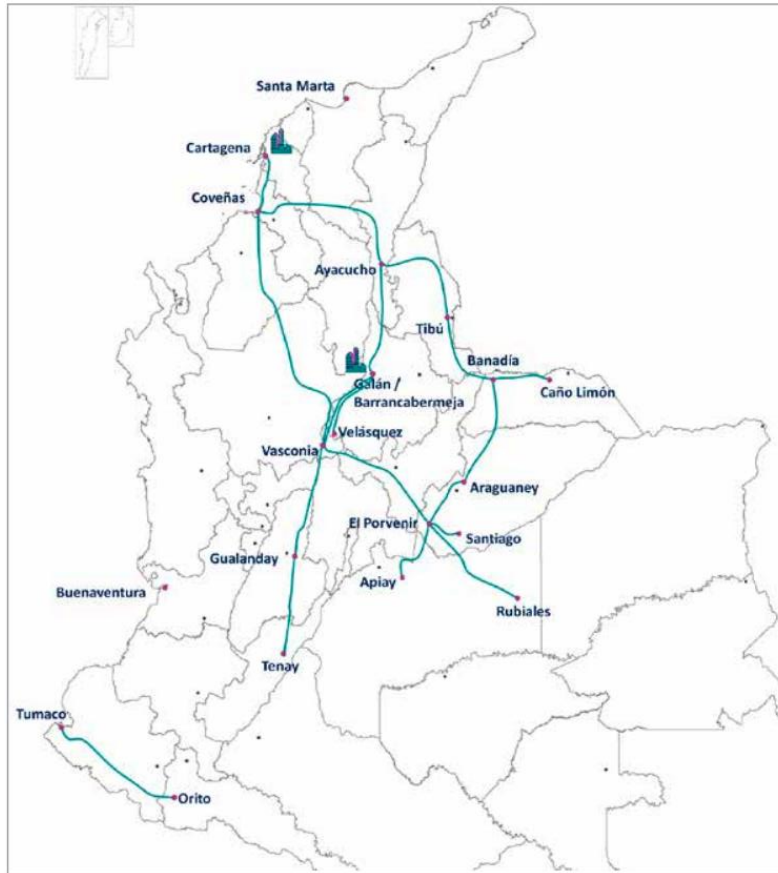 Santa Marta
Cartagena
Coveñas
Ayacucho
Tibú
Banadía
Caño Limón
Galán /
Barrancabermeja
Velásquez
Vasconia
Araguaney
El Porvenir
Santiago
Gualanday
Apiay
Buenaventura
Rubiales
Tenay
Tumaco
Orito